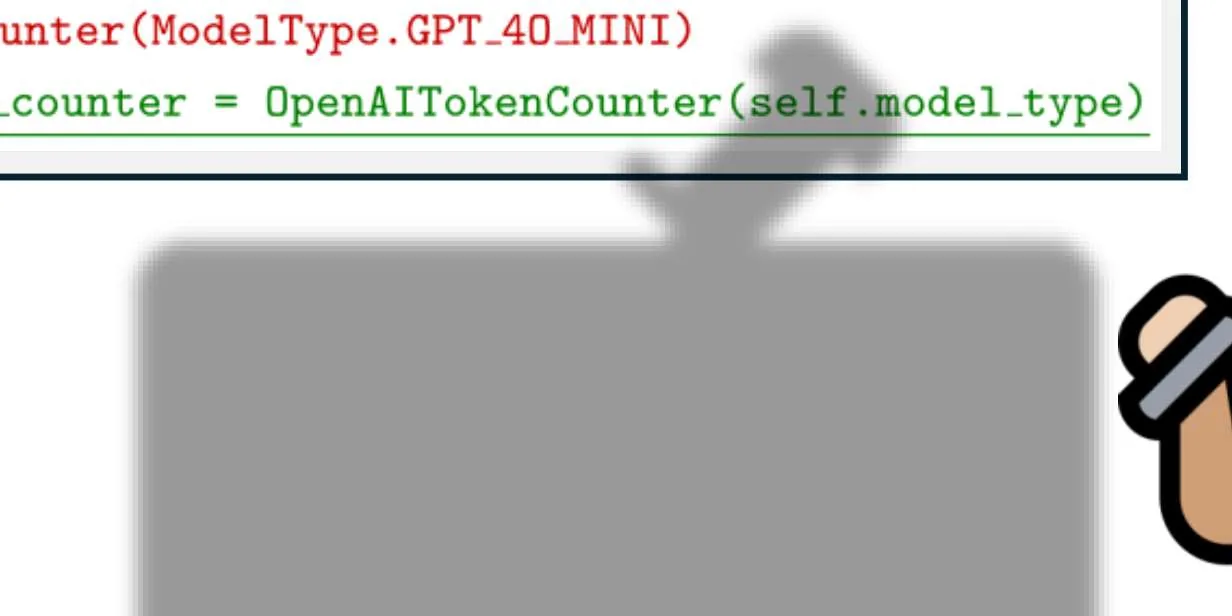 unter(ModelType.GPT_4O_MINI)
_counter = OpenAITokenCounter(self.model_type)